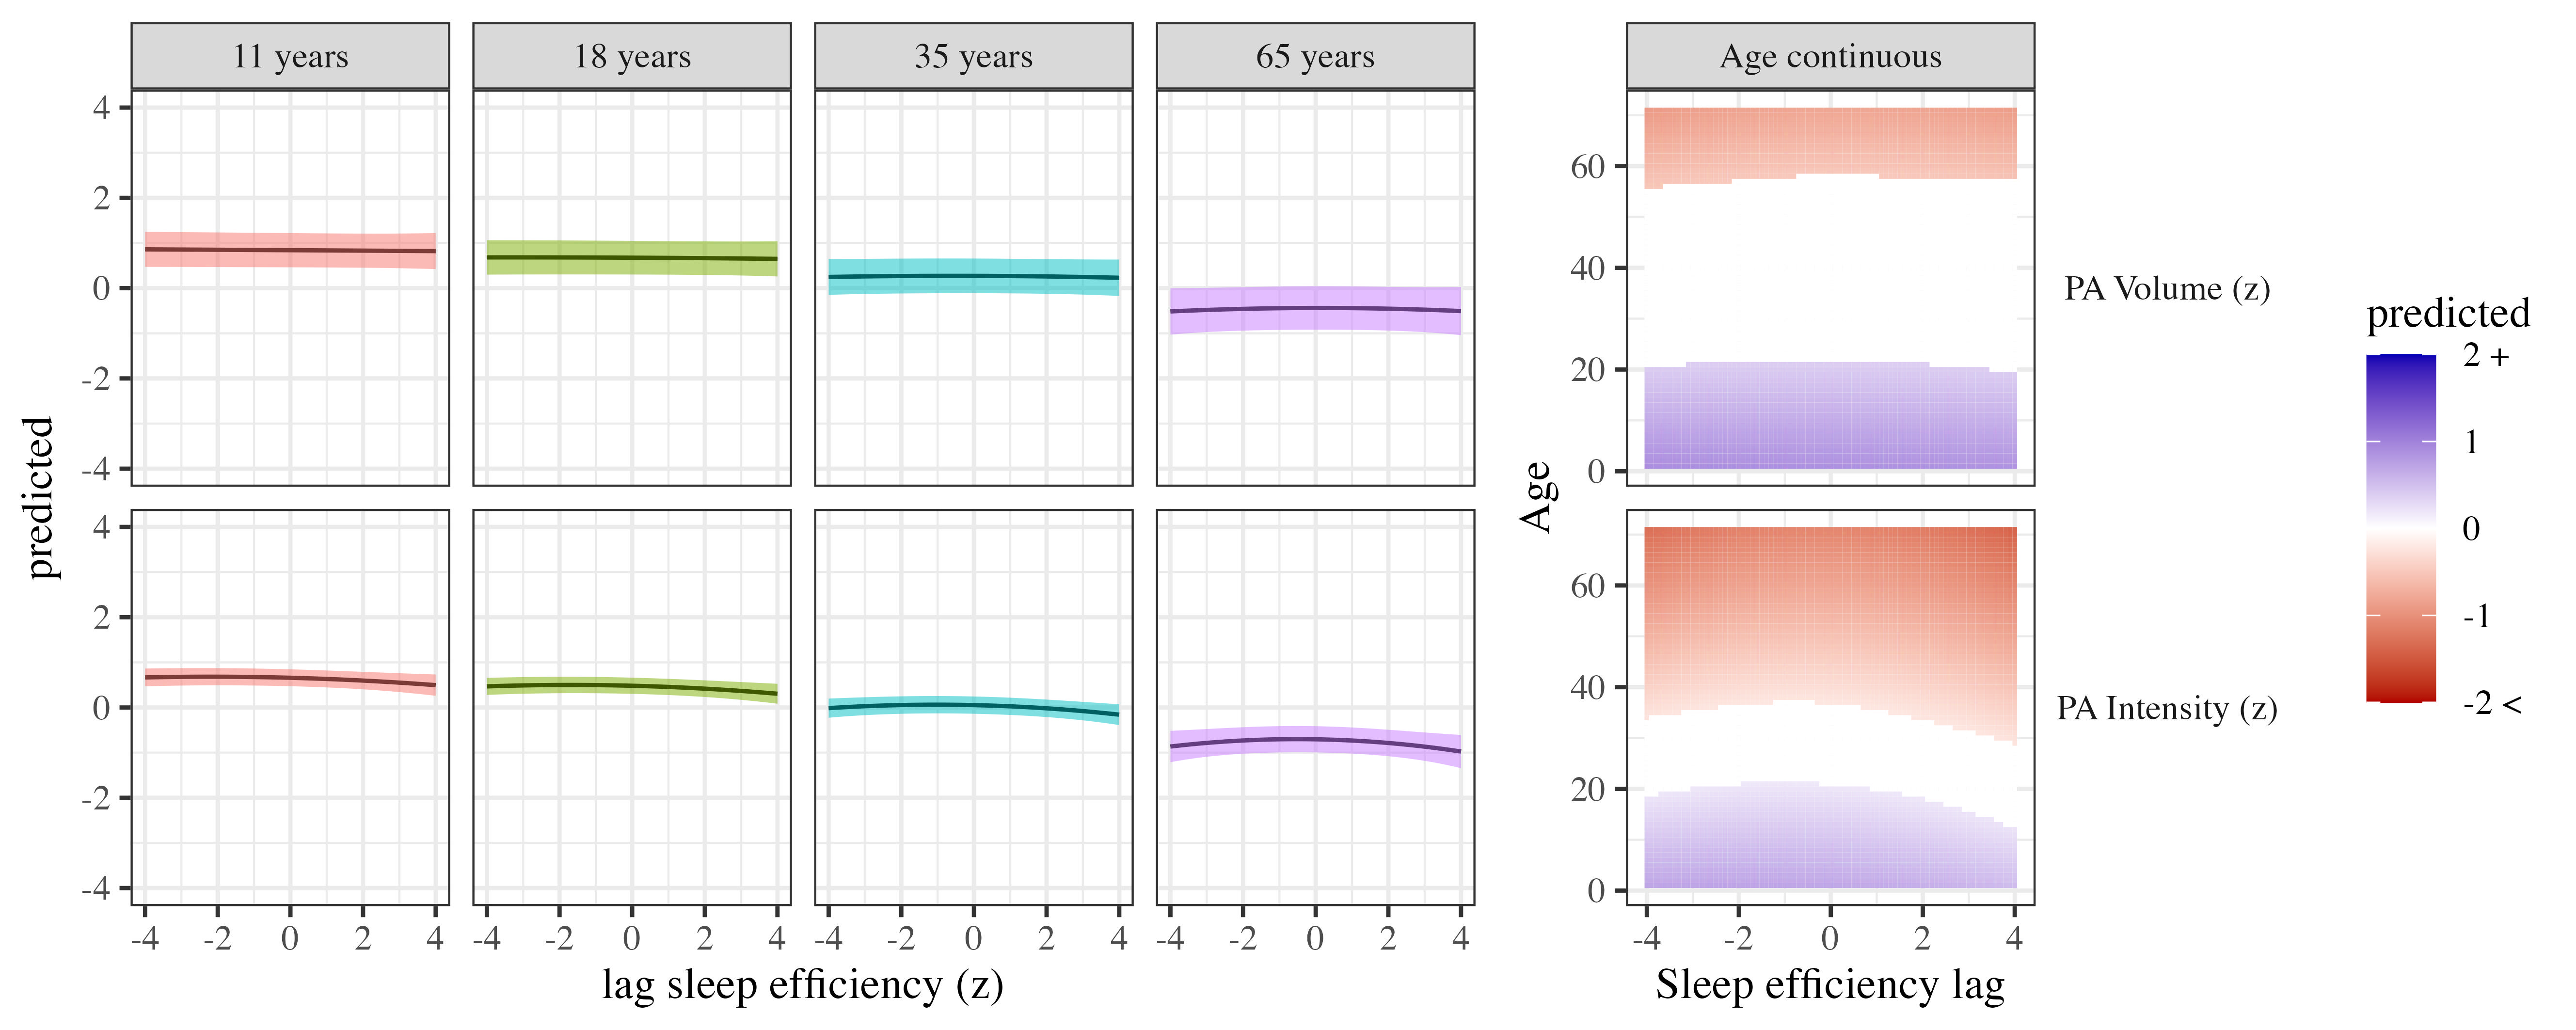 11 years
18 years
35 years
65 years
Age continuous
4
2
0
-2
-4
60
40
20
0
PA Volume (z)
predicted
Age
predicted
2 +
1
0
-1
-2 <
4
2
0
-2
-4
60
40
20
0
PA Intensity (z)
-4 -2 0 2 4
-4 -2 0 2 4
-4 -2 0 2 4
-4 -2 0 2 4
-4 -2 0 2 4
lag sleep efficiency (z)
Sleep efficiency lag